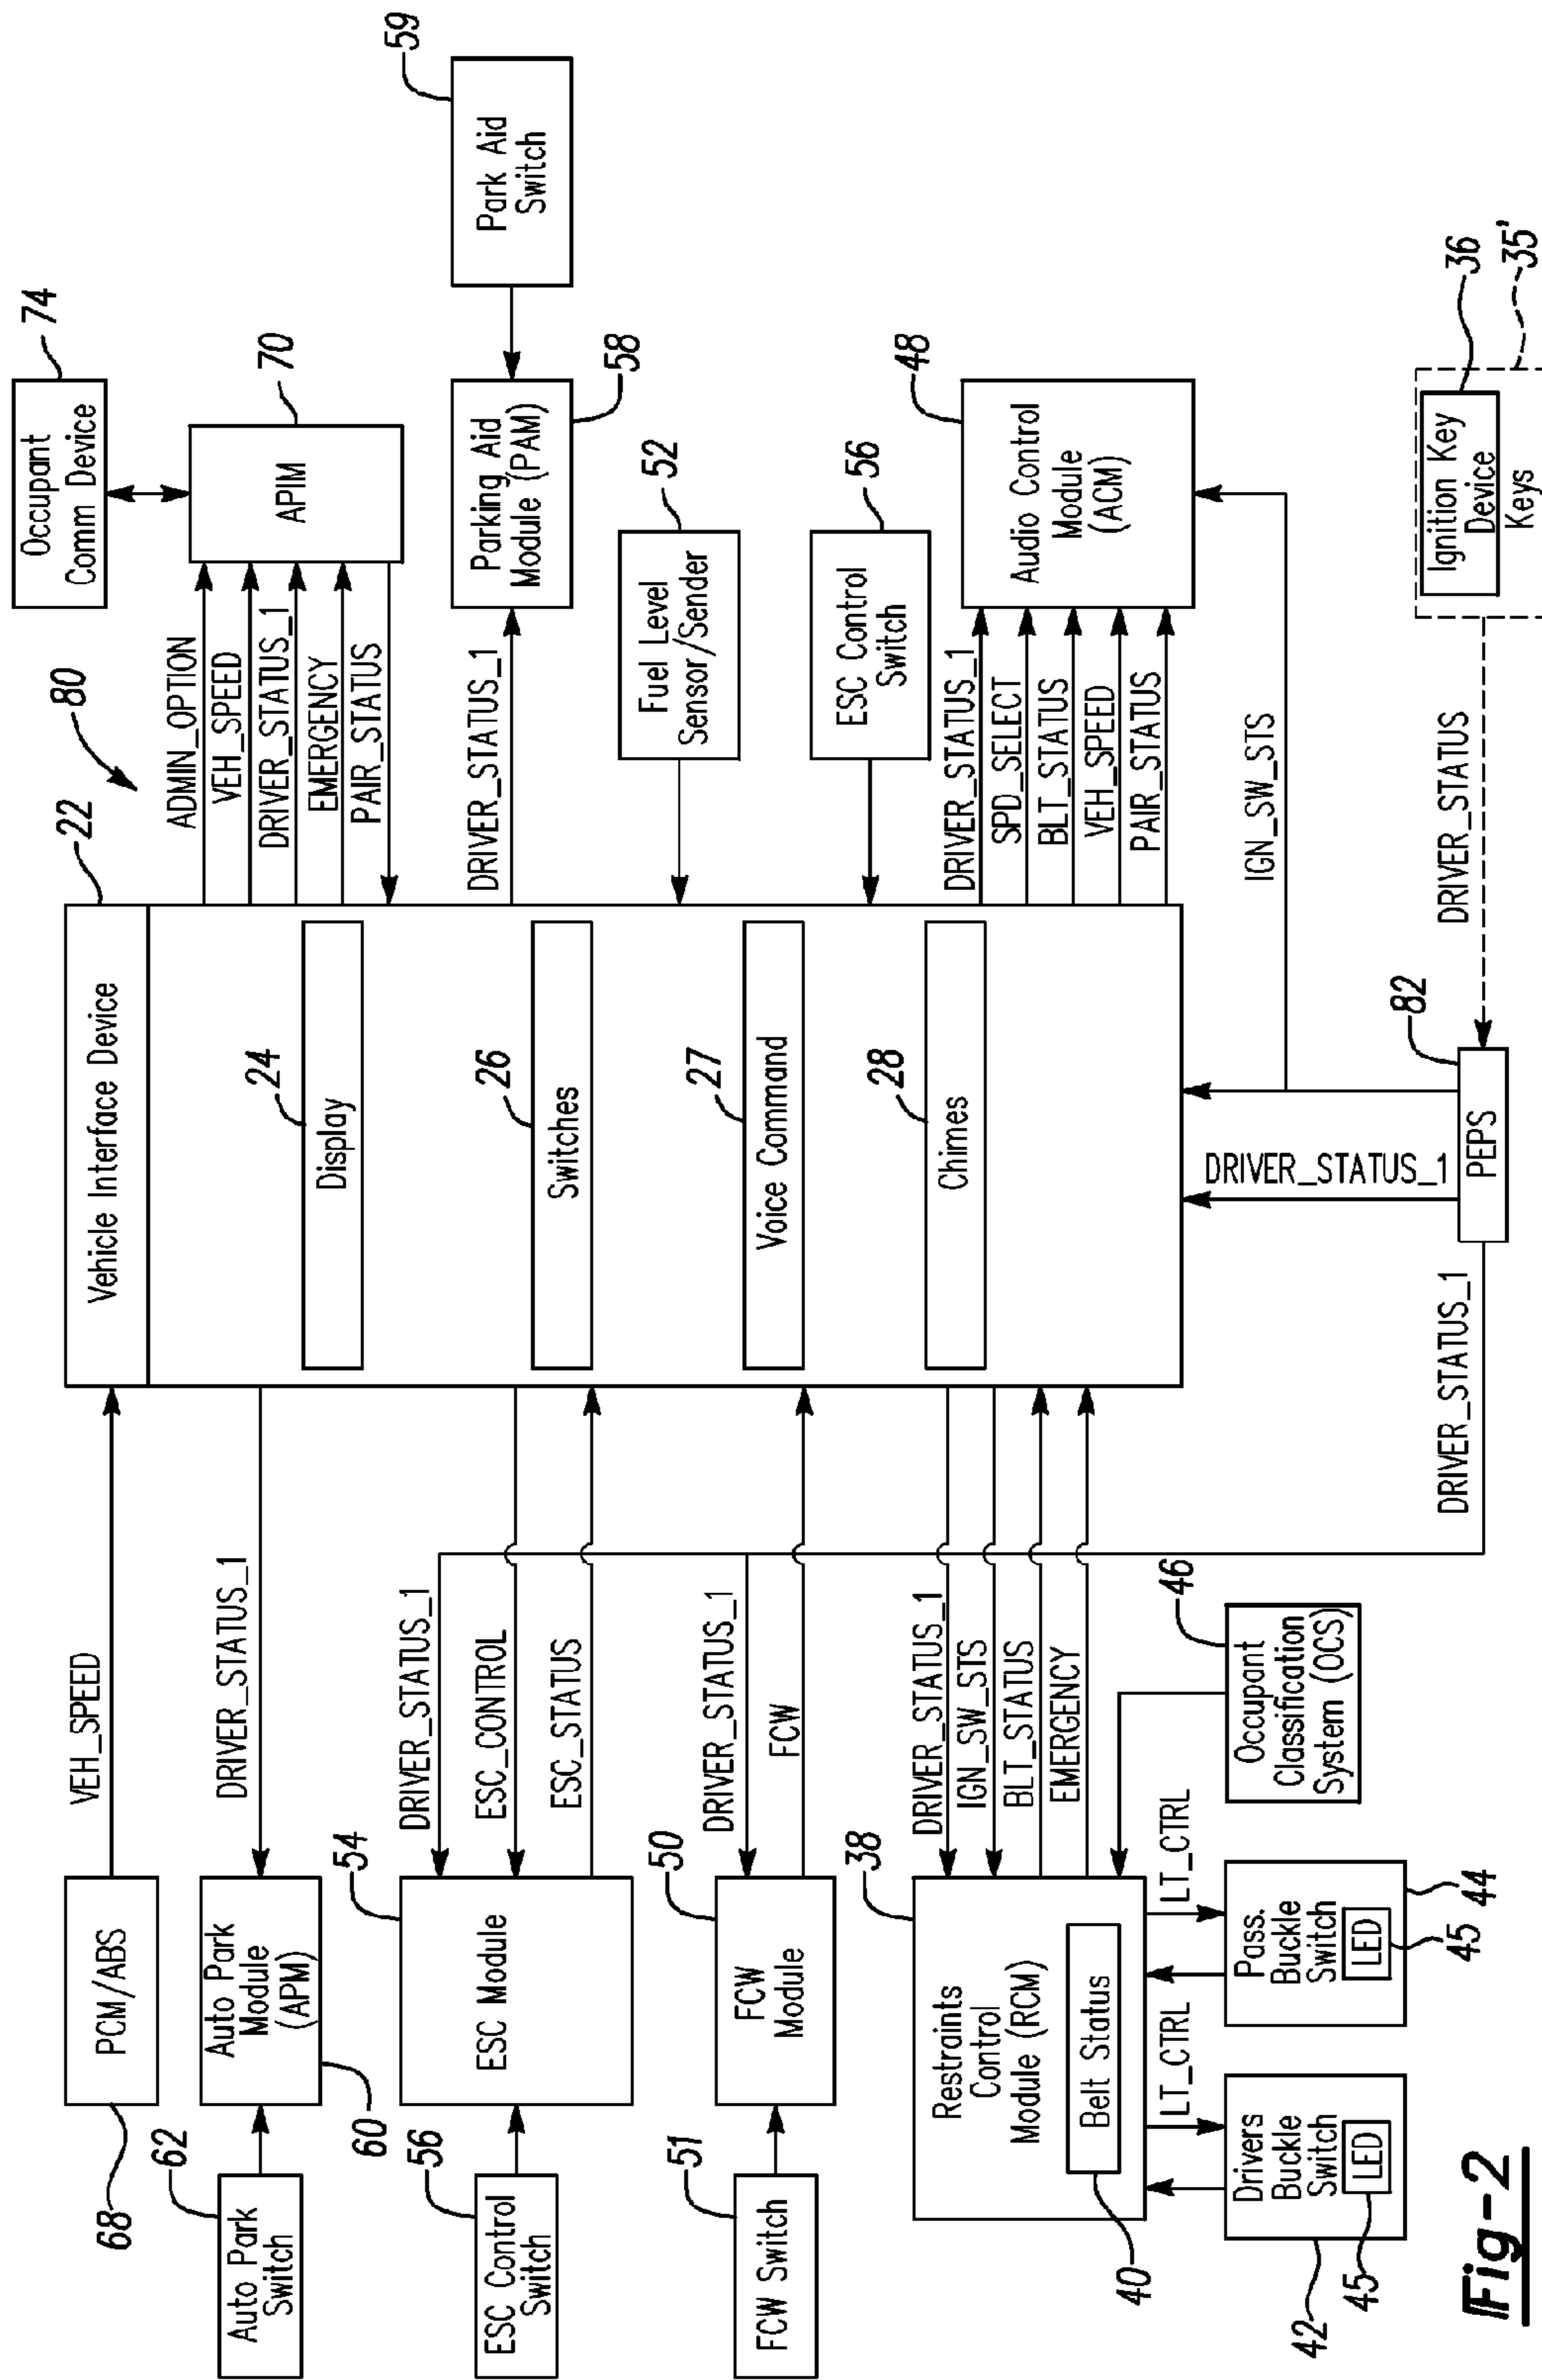 80
22
Vehicle Interface Device
24
Display
26
Switches
27
Voice Command
28
Chimes
68
PCM/ABS
VEH_SPEED
62
Auto Park
Switch
Auto Park
Module
(APM)
60
DRIVER_STATUS_1
56
ESC Control
Switch
54
ESC Module
DRIVER_STATUS_1
ESC_CONTROL
ESC_STATUS
51
FCW Switch
50
FCW
Module
DRIVER_STATUS_1
FCW
38
Restraints
Control
Module (RCM)
Belt Status
40
DRIVER_STATUS_1
IGN_SW_STS
BLT_STATUS
EMERGENCY
LT_CTRL
LT_CTRL
42
Drivers
Buckle
Switch
LED
45
Pass.
Buckle
Switch
LED
45
44
46
Occupant
Classification
System (OCS)
DRIVER_STATUS_1
DRIVER_STATUS_1
82
PEPS
74
Occupant
Comm Device
70
APIM
ADMIN_OPTION
VEH_SPEED
DRIVER_STATUS_1
EMERGENCY
PAIR_STATUS
DRIVER_STATUS_1
Parking Aid
Module (PAM)
58
59
Park Aid
Switch
52
Fuel Level
Sensor/Sender
56
ESC Control
Switch
DRIVER_STATUS_1
SPD_SELECT
BLT_STATUS
VEH_SPEED
PAIR_STATUS
48
Audio Control
Module
(ACM)
IGN_SW_STS
DRIVER_STATUS
36
Ignition Key
Device
Keys
35'
Fig-2